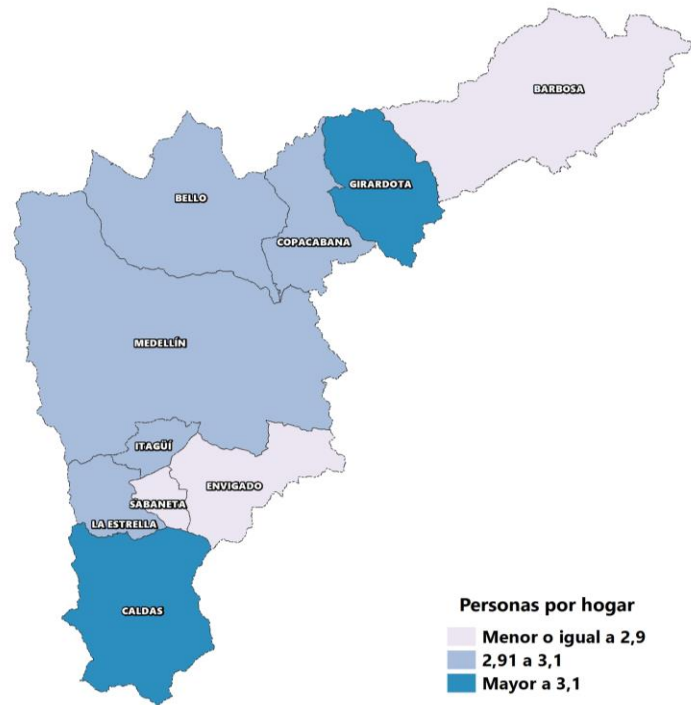 BARBOSA
GIRARDOTA
BELLO
COPACABANA
MEDELLÍN
ITAGÜÍ
ENVIGADO
SABANETA
LA ESTRELLA
CALDAS
Personas por hogar
Menor o igual a 2,9
2,91 a 3,1
Mayor a 3,1